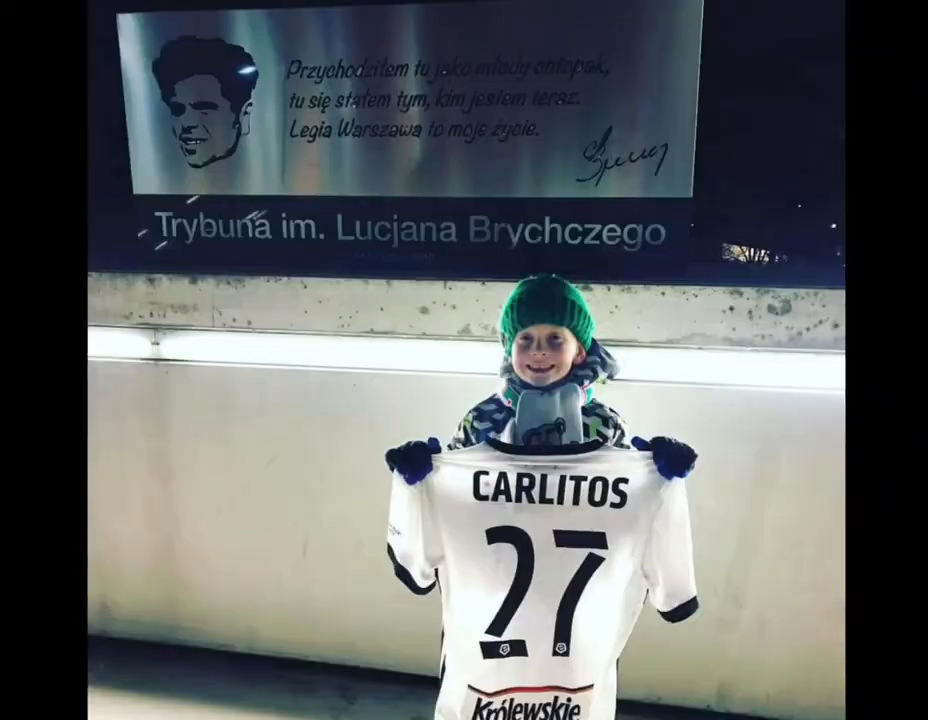 Przychodziłem tu jako młody chłopak,
tu się stałem tym, kim jestem teraz.
Legia Warszawa to moje życie.
Trybuna im. Lucjana Brychczego
CARLITOS
27
Królewskie